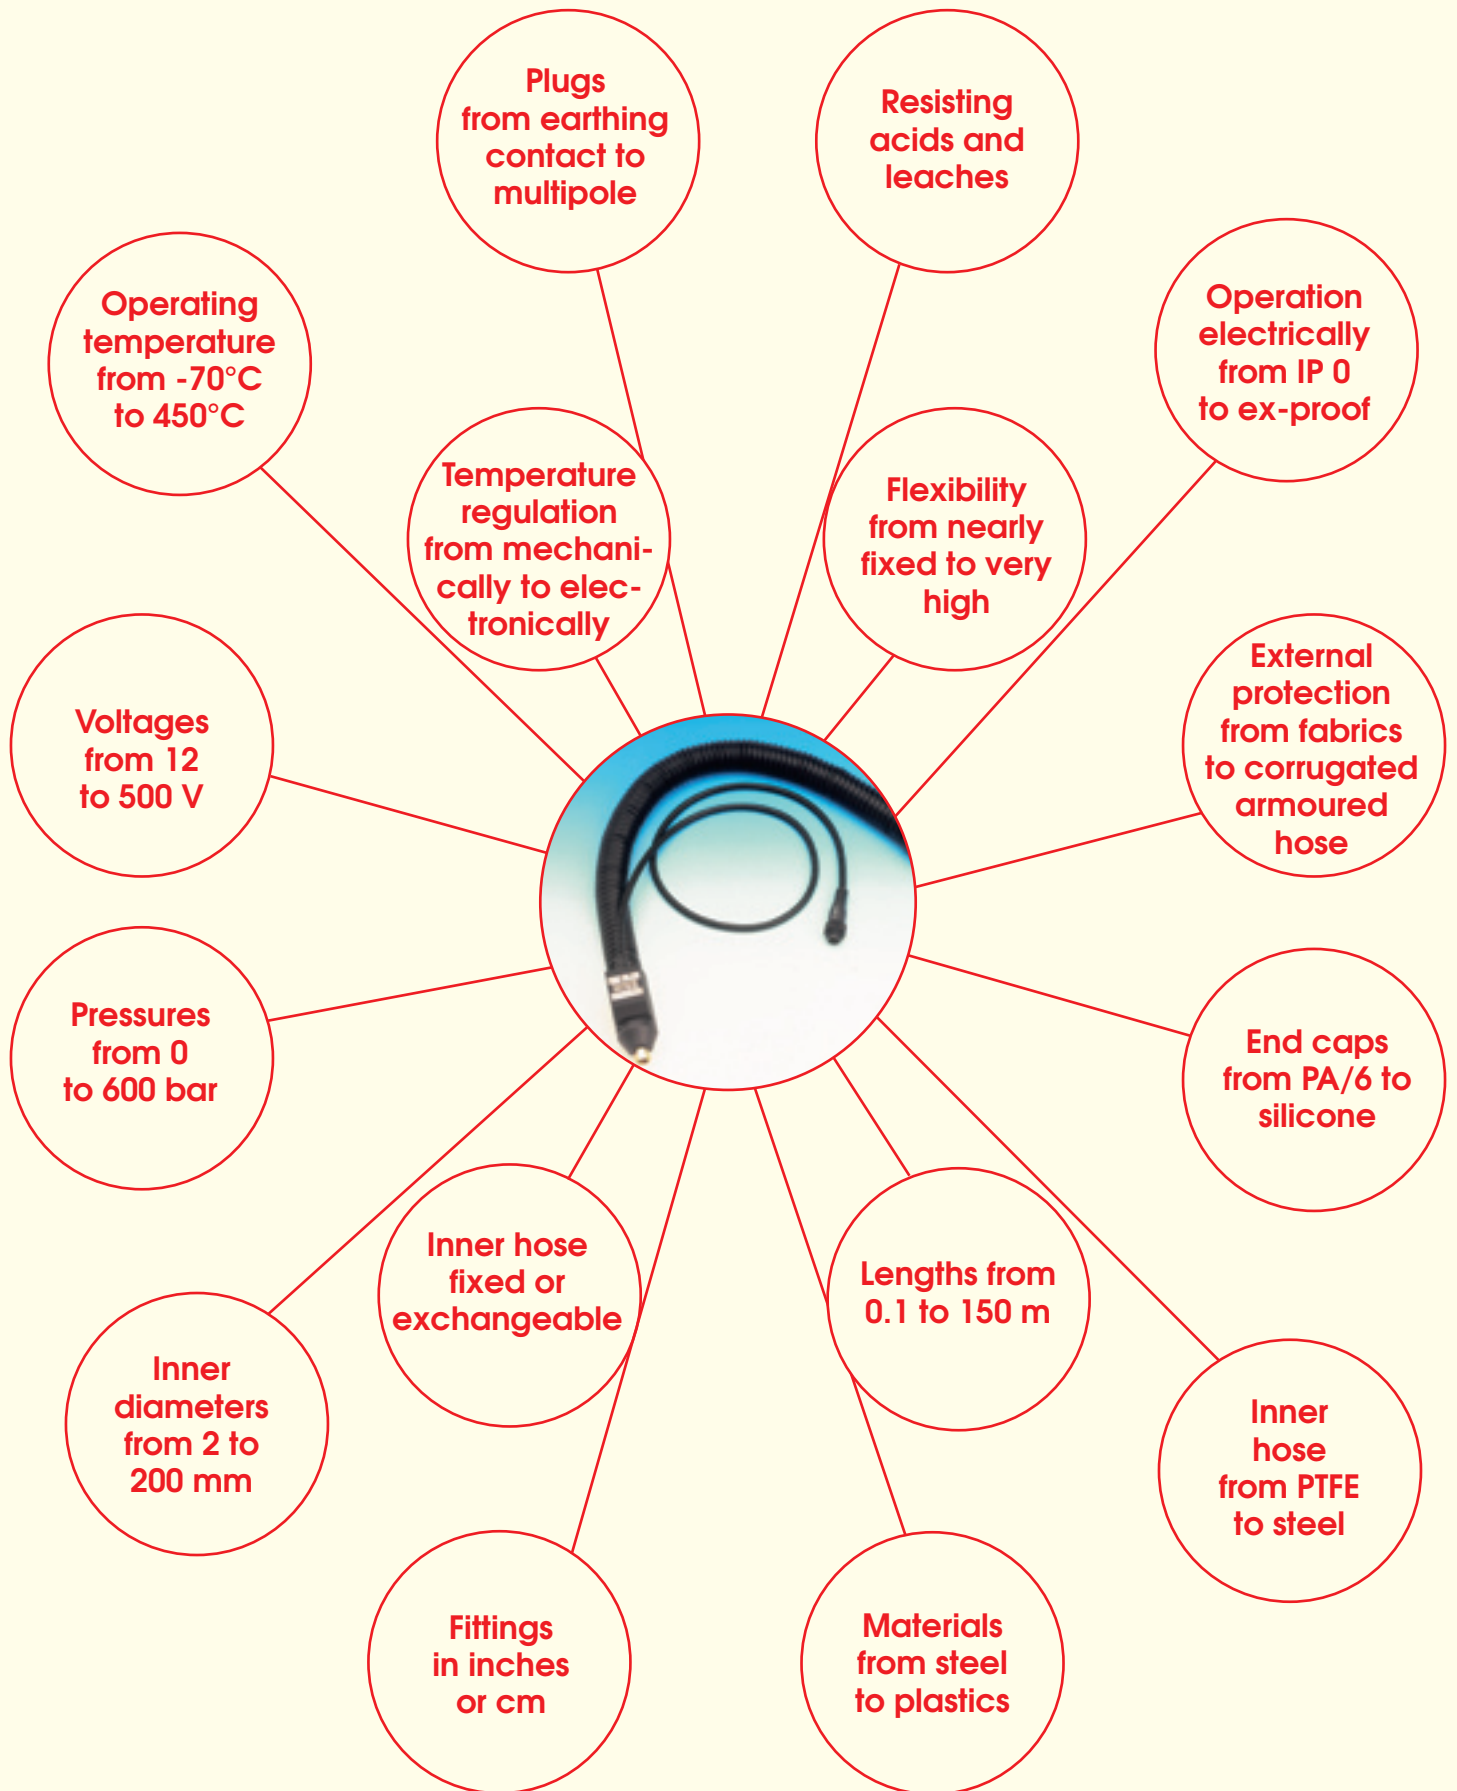 Plugs
from earthing
contact to
multipole
Resisting
acids and
leaches
Operating
temperature
from -70°C
to 450°C
Operation
electrically
from IP 0
to ex-proof
Temperature
regulation
from mechani-
cally to elec-
tronically
Flexibility
from nearly
fixed to very
high
Voltages
from 12
to 500 V
External
protection
from fabrics
to corrugated
armoured
hose
Pressures
from 0
to 600 bar
End caps
from PA/6 to
silicone
Inner hose
fixed or
exchangeable
Lengths from
0.1 to 150 m
Inner
diameters
from 2 to
200 mm
Inner
hose
from PTFE
to steel
Fittings
in inches
or cm
Materials
from steel
to plastics